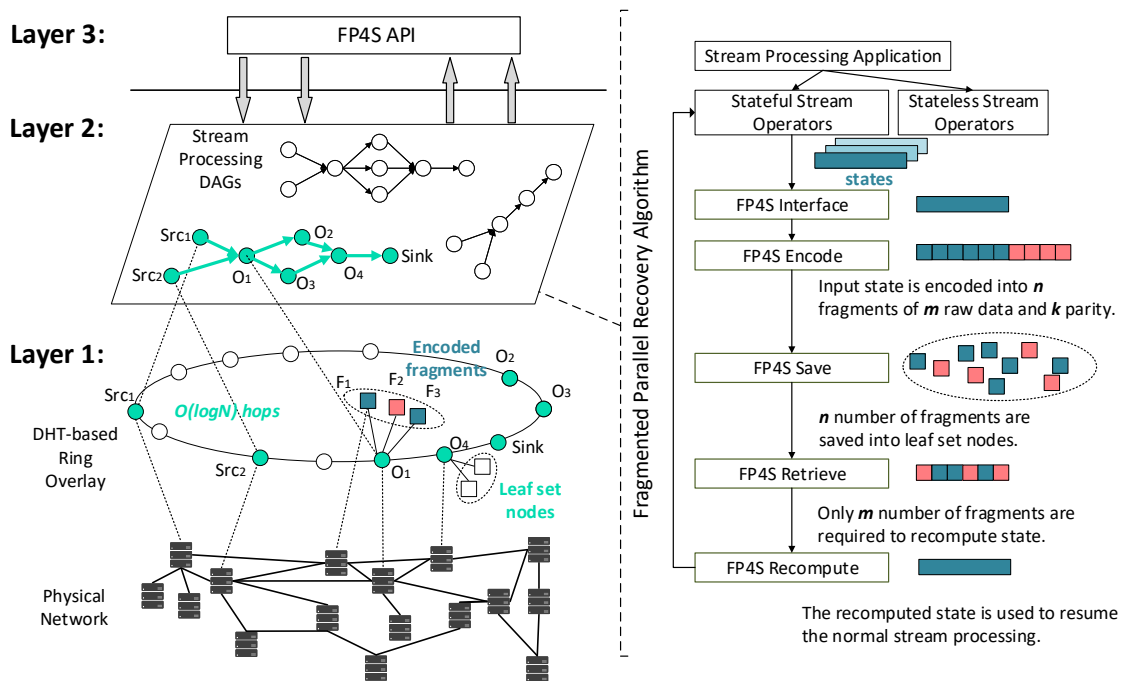 Layer 3:
FP4S API
Layer 2:
Stream
Processing
DAGs
Src1
O2
Sink
O1
O4
Src2
O3
Layer 1:
Encoded
fragments
O2
F1
F2
F3
Src1
O(logN) hops
O3
DHT-based
Ring
Overlay
O4
Sink
Src2
O1
Leaf set
nodes
Physical
Network
Fragmented Parallel Recovery Algorithm
Stream Processing Application
Stateful Stream
Operators
Stateless Stream
Operators
states
FP4S Interface
FP4S Encode
Input state is encoded into n
fragments of m raw data and k parity.
FP4S Save
n number of fragments are
saved into leaf set nodes.
FP4S Retrieve
Only m number of fragments are
required to recompute state.
FP4S Recompute
The recomputed state is used to resume
the normal stream processing.